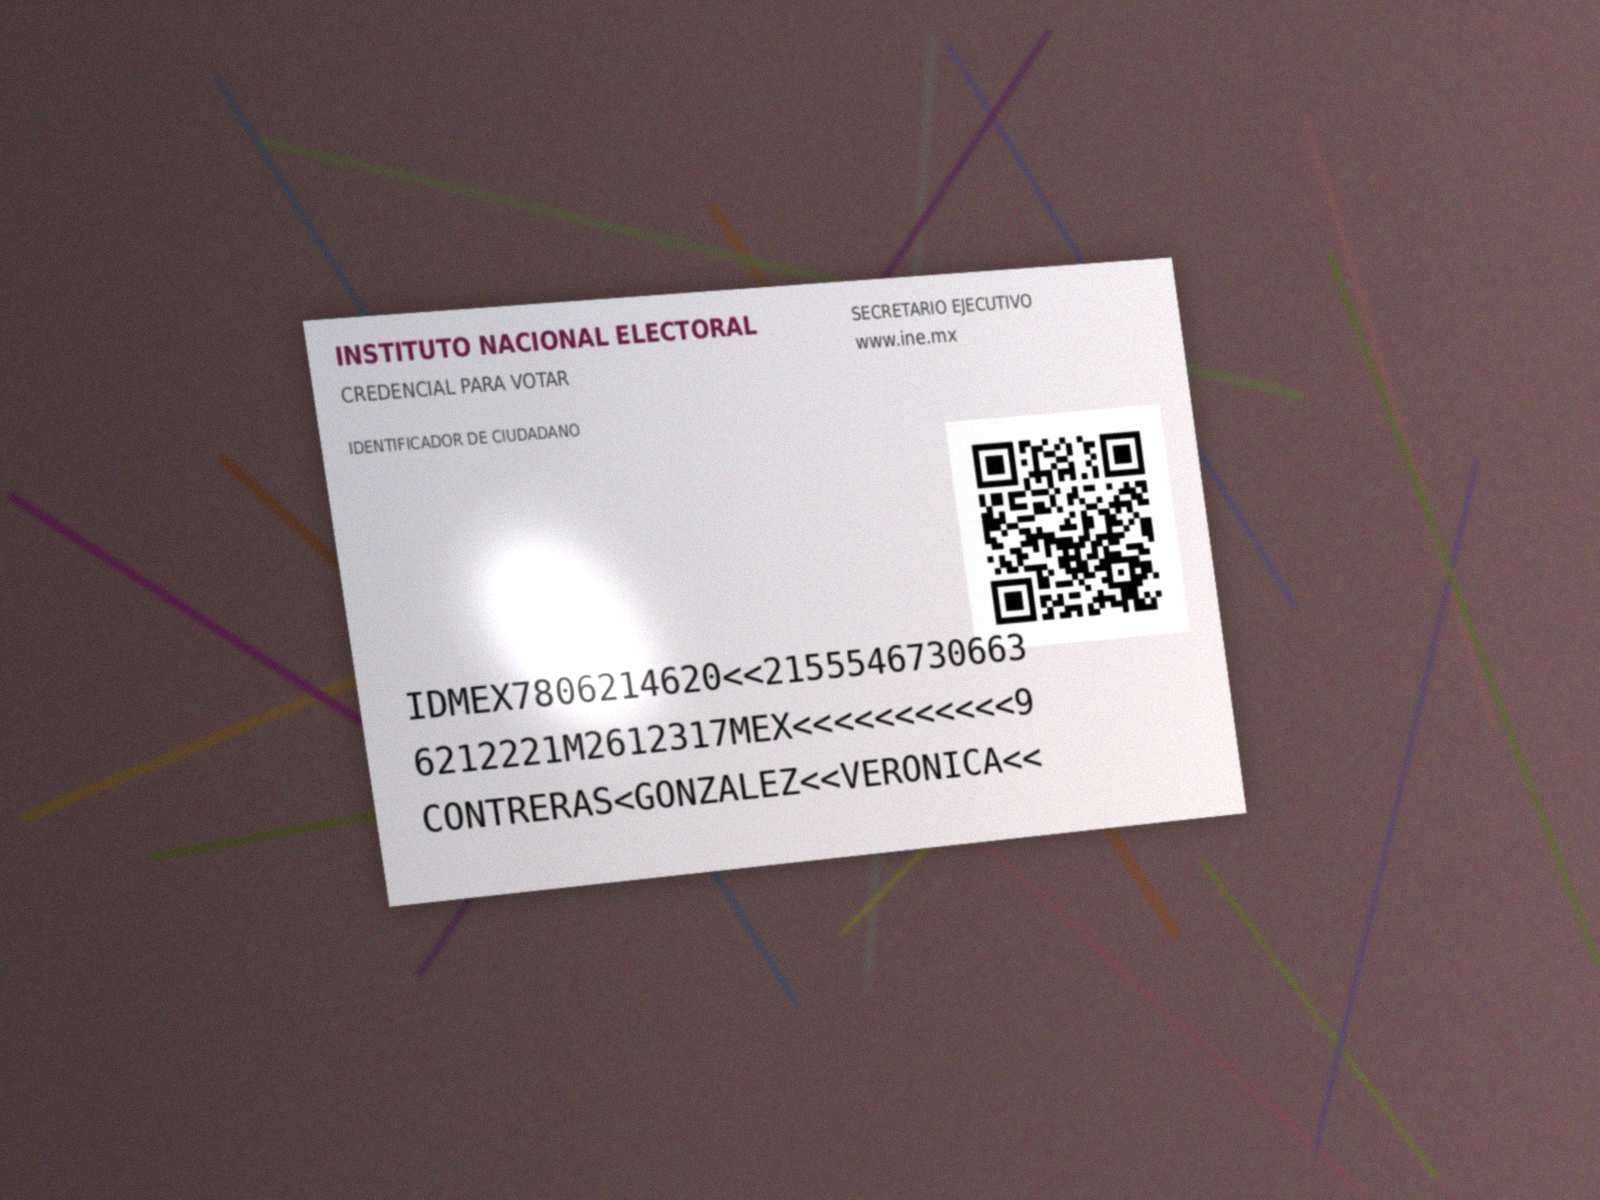 INSTITUTO NACIONAL ELECTORAL
CREDENCIAL PARA VOTAR
SECRETARIO EJECUTIVO
www.ine.mx
IDENTIFICADOR DE CIUDADANO
IDMEX7806214620<<2155546730663
6212221M2612317MEX<<<<<<<<<<<9
CONTRERAS<GONZALEZ<<VERONICA<<